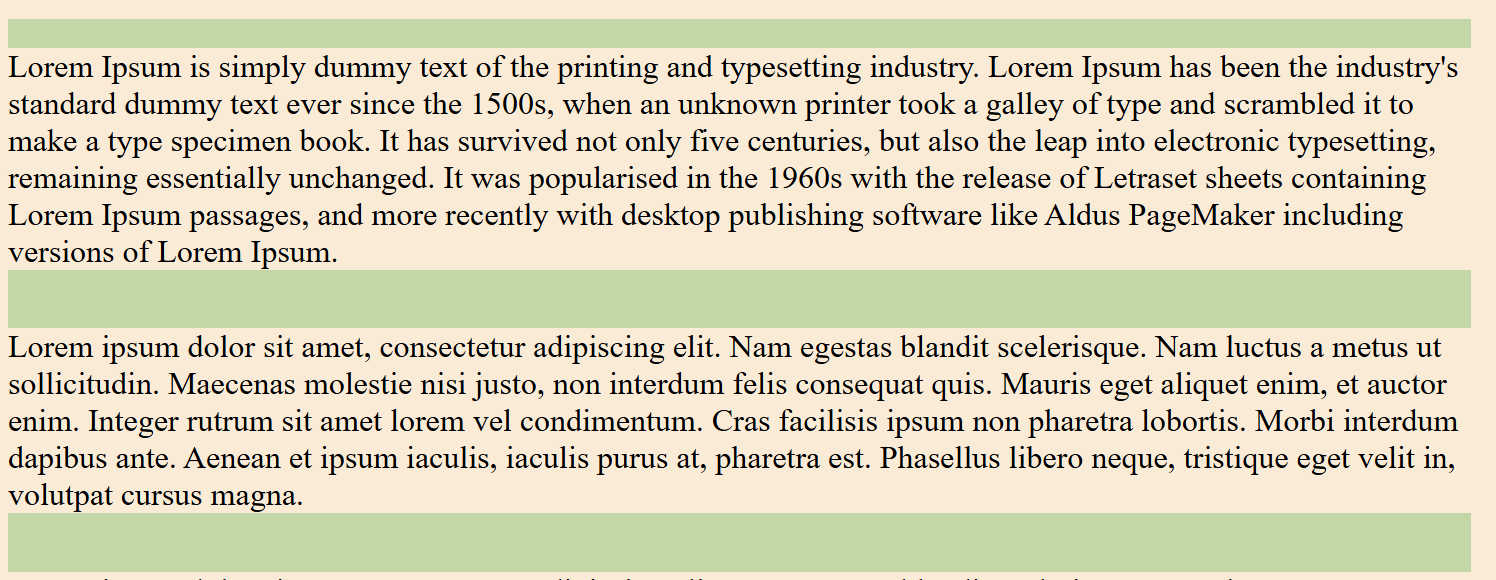 Lorem Ipsum is simply dummy text of the printing and typesetting industry. Lorem Ipsum has been the industry's
standard dummy text ever since the 1500s, when an unknown printer took a galley of type and scrambled it to
make a type specimen book. It has survived not only five centuries, but also the leap into electronic typesetting,
remaining essentially unchanged. It was popularised in the 1960s with the release of Letraset sheets containing
Lorem Ipsum passages, and more recently with desktop publishing software like Aldus PageMaker including
versions of Lorem Ipsum.
Lorem ipsum dolor sit amet, consectetur adipiscing elit. Nam egestas blandit scelerisque. Nam luctus a metus ut
sollicitudin. Maecenas molestie nisi justo, non interdum felis consequat quis. Mauris eget aliquet enim, et auctor
enim. Integer rutrum sit amet lorem vel condimentum. Cras facilisis ipsum non pharetra lobortis. Morbi interdum
dapibus ante. Aenean et ipsum iaculis, iaculis purus at, pharetra est. Phasellus libero neque, tristique eget velit in,
volutpat cursus magna.